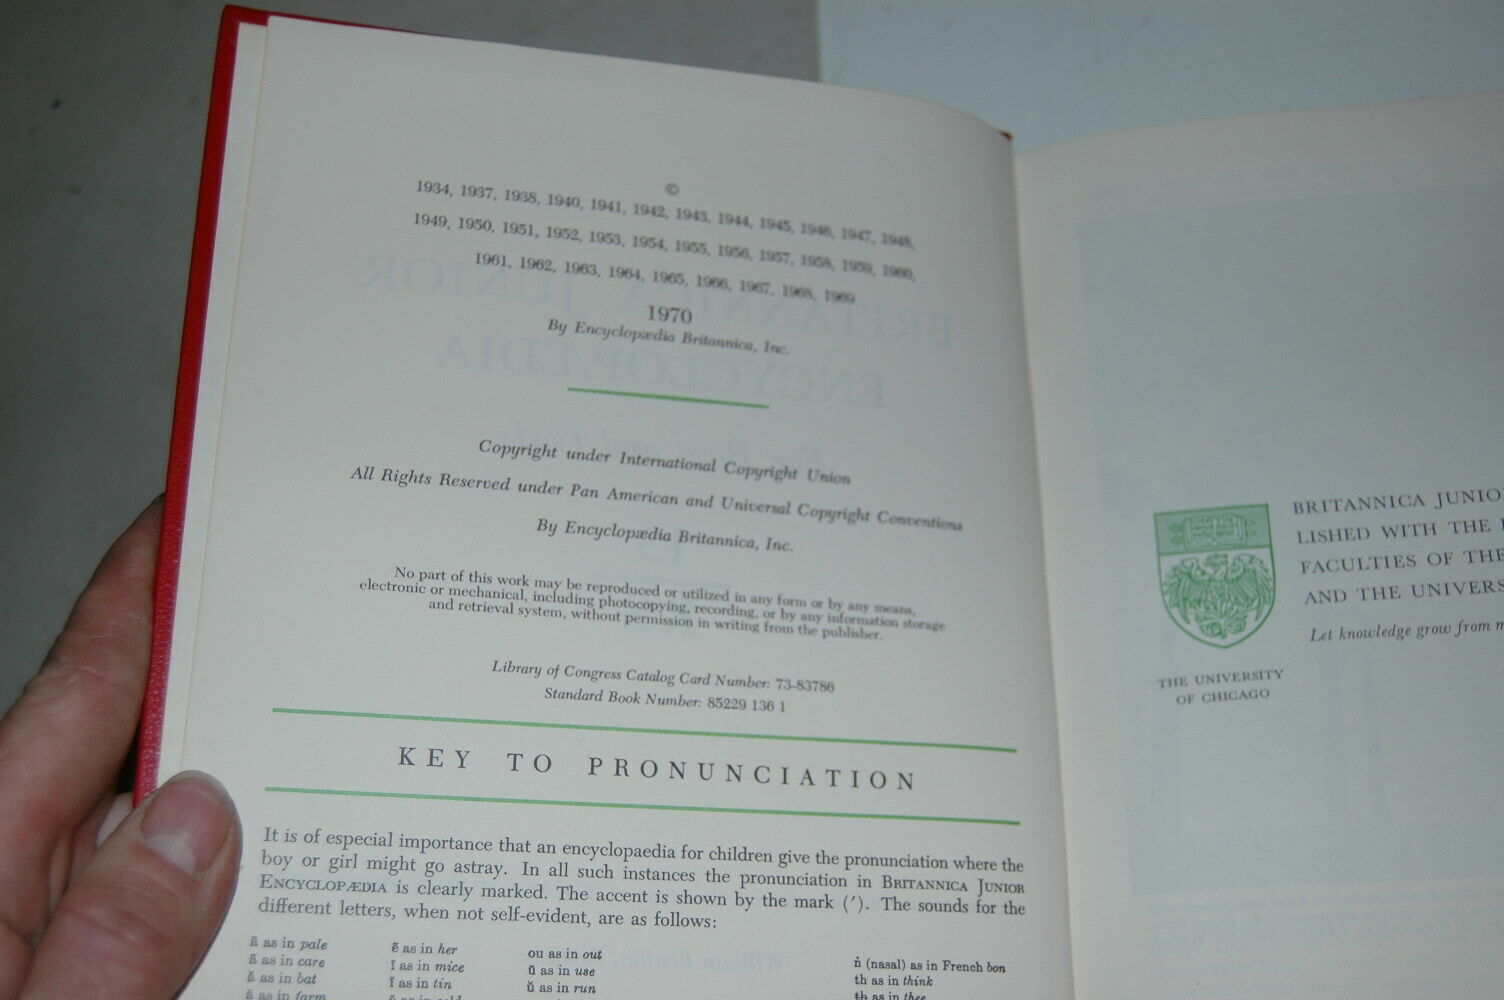 ©
1934, 1937, 1938, 1940, 1941, 1942, 1943, 1944, 1945, 1946, 1947, 1948,
1949, 1950, 1951, 1952, 1953, 1954, 1955, 1956, 1957, 1958, 1959, 1960,
1961, 1962, 1963, 1964, 1965, 1966, 1967, 1968, 1969
1970
By Encyclopædia Britannica, Inc.
Copyright under International Copyright Union
All Rights Reserved under Pan American and Universal Copyright Conventions
By Encyclopædia Britannica, Inc.
No part of this work may be reproduced or utilized in any form or by any means,
electronic or mechanical, including photocopying, recording, or by any information storage
and retrieval system, without permission in writing from the publisher.
Library of Congress Catalog Card Number: 73-83786
Standard Book Number: 85229 136 1
KEY TO PRONUNCIATION
It is of especial importance that an encyclopaedia for children give the pronunciation where the
boy or girl might go astray. In all such instances the pronunciation in BRITANNICA JUNIOR
ENCYCLOPÆDIA is clearly marked. The accent is shown by the mark (′). The sounds for the
different letters, when not self-evident, are as follows:
ā as in pale
as in care
ă as in bat
as in farm
ẽ as in her
ī as in mice
ĭ as in tin
ou as in out
ū as in use
ŭ as in run
ṅ (nasal) as in French bon
th as in think
th as in thee
BRITANNICA JUNIO
LISHED WITH THE
FACULTIES OF THE
AND THE UNIVERS
Let knowledge grow from m
THE UNIVERSITY
OF CHICAGO